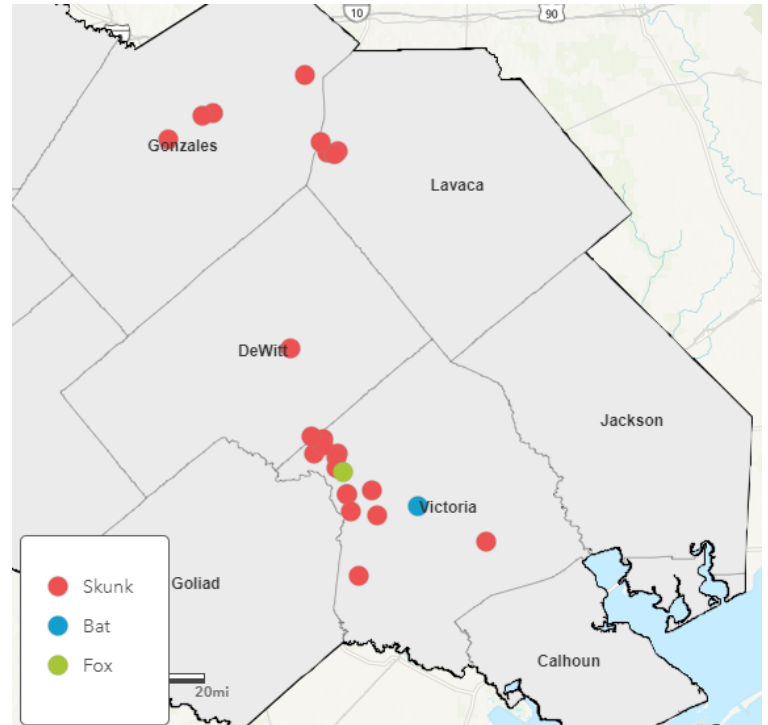 10
90
Gonzales
Lavaca
DeWitt
Jackson
Victoria
Goliad
Calhoun
Skunk
Bat
Fox
20mi